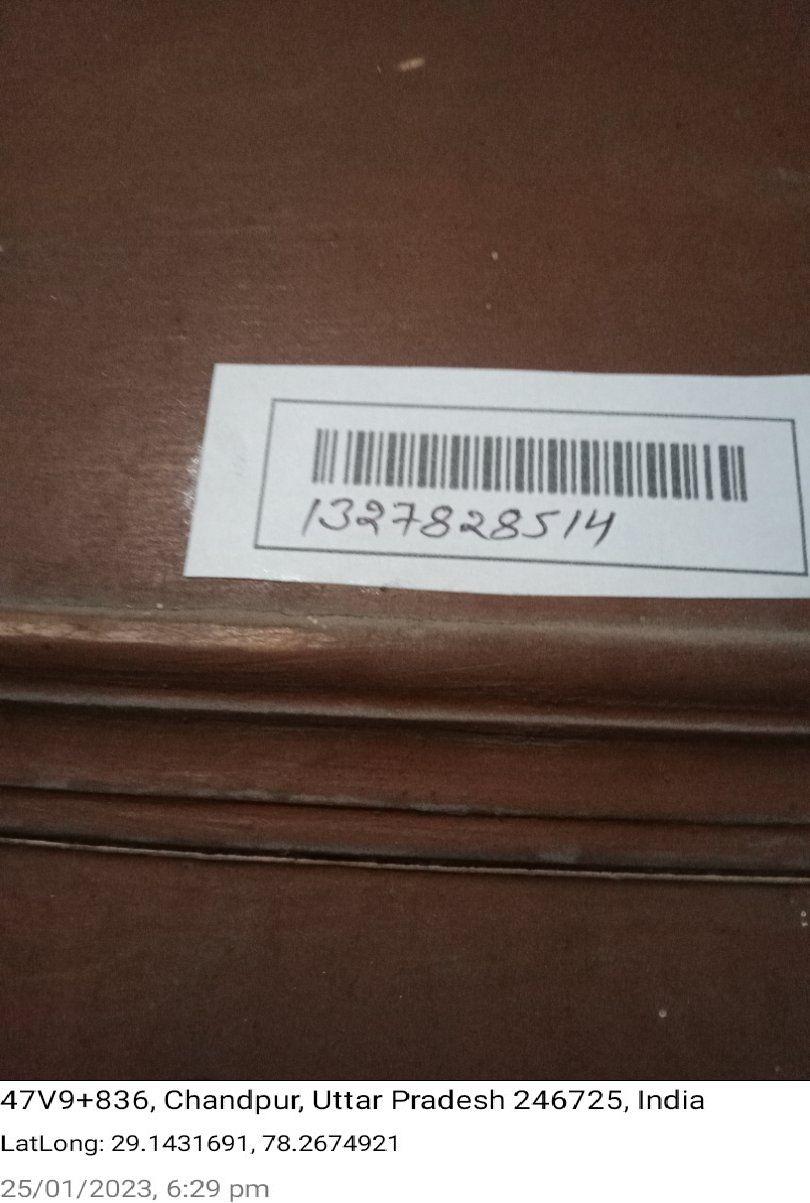 1327828514
47V9+836, Chandpur, Uttar Pradesh 246725, India
LatLong: 29.1431691, 78.2674921
25/01/2023, 6:29 pm